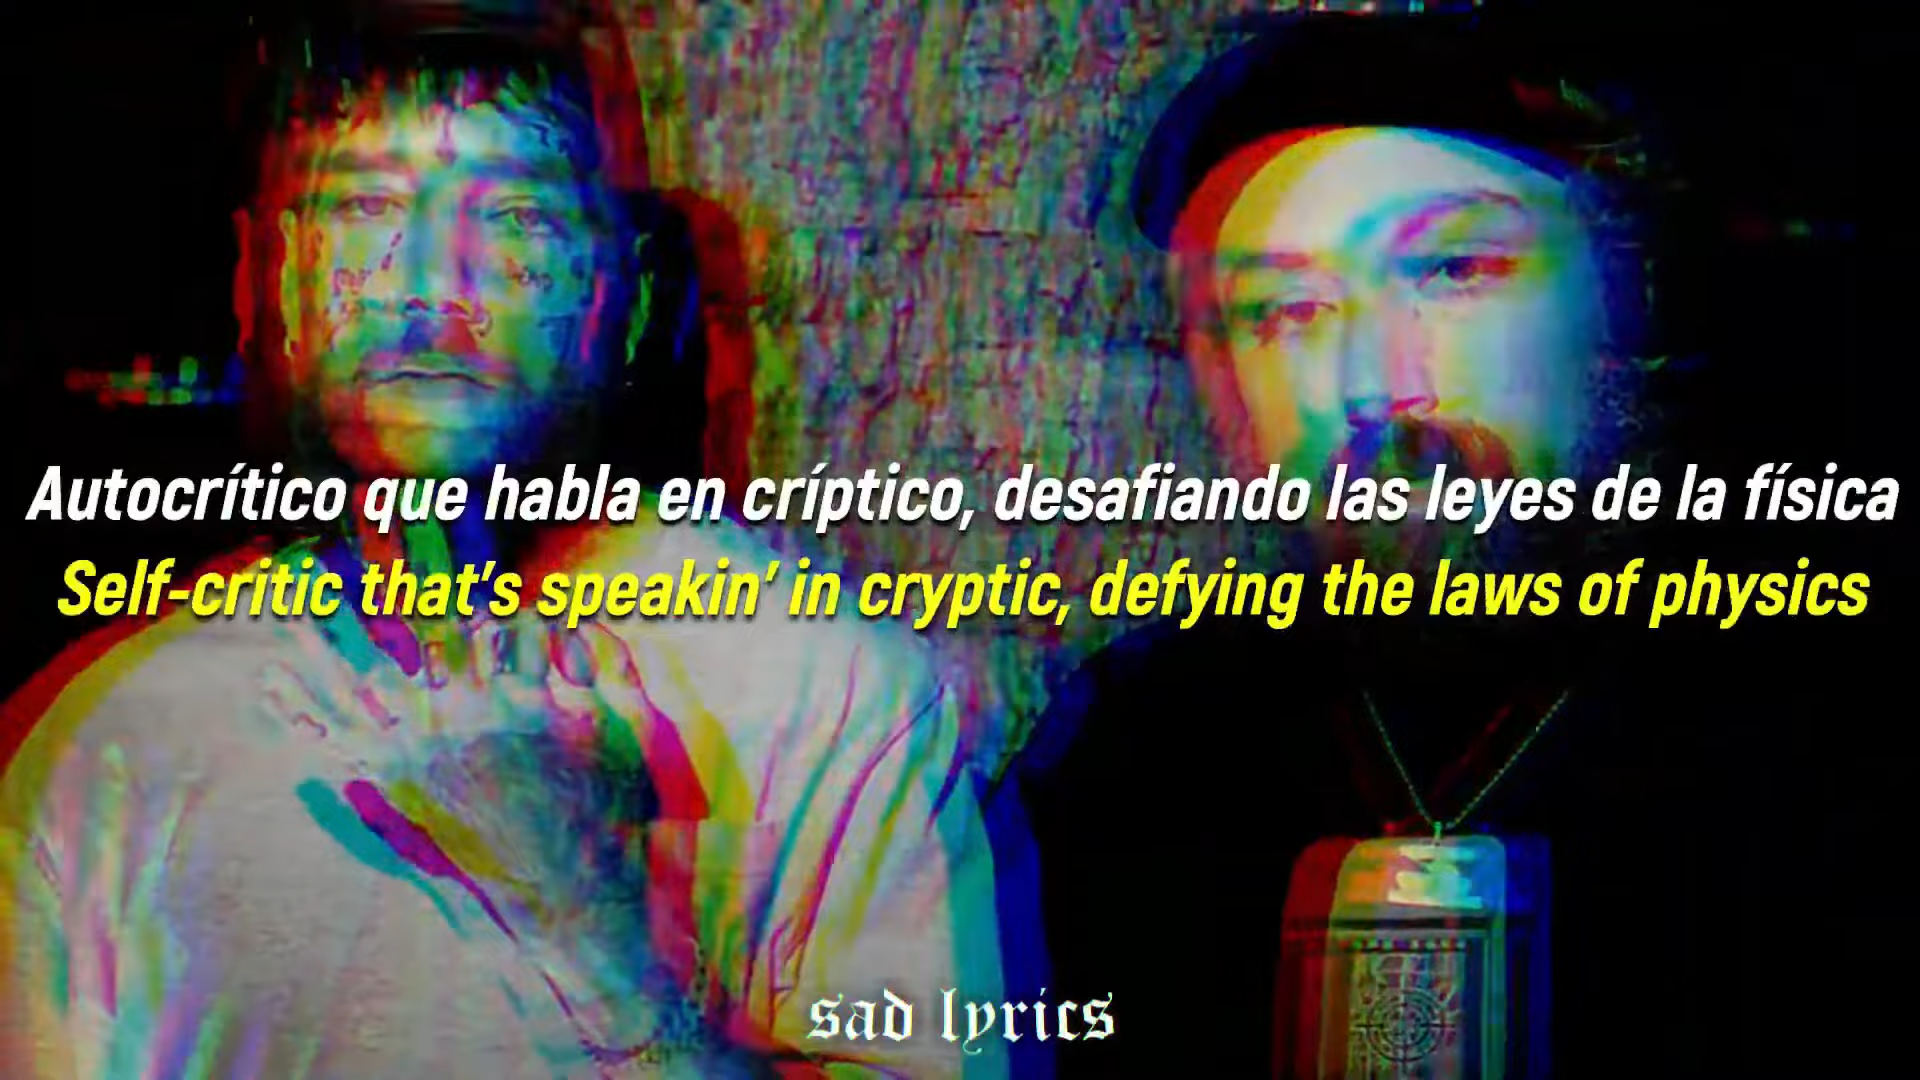 Autocrítico que habla en críptico, desafiando las leyes de la física
Self-critic that's speakin' in cryptic, defying the laws of physics
sad lyrics